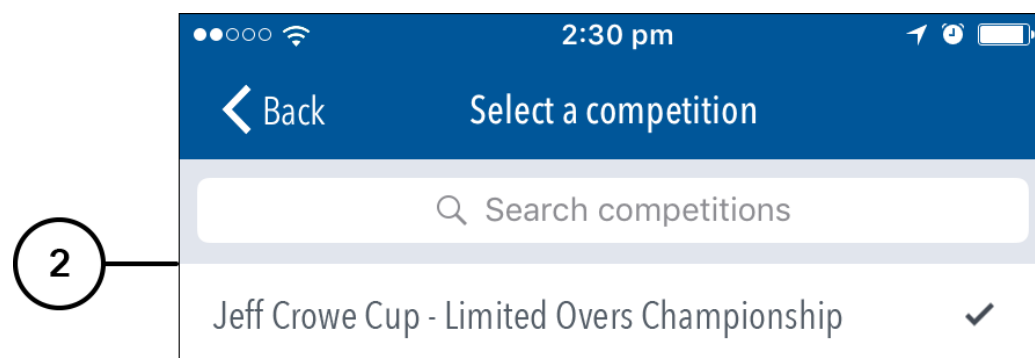 2:30 pm
Back Select a competition
Search competitions
2
Jeff Crowe Cup - Limited Overs Championship